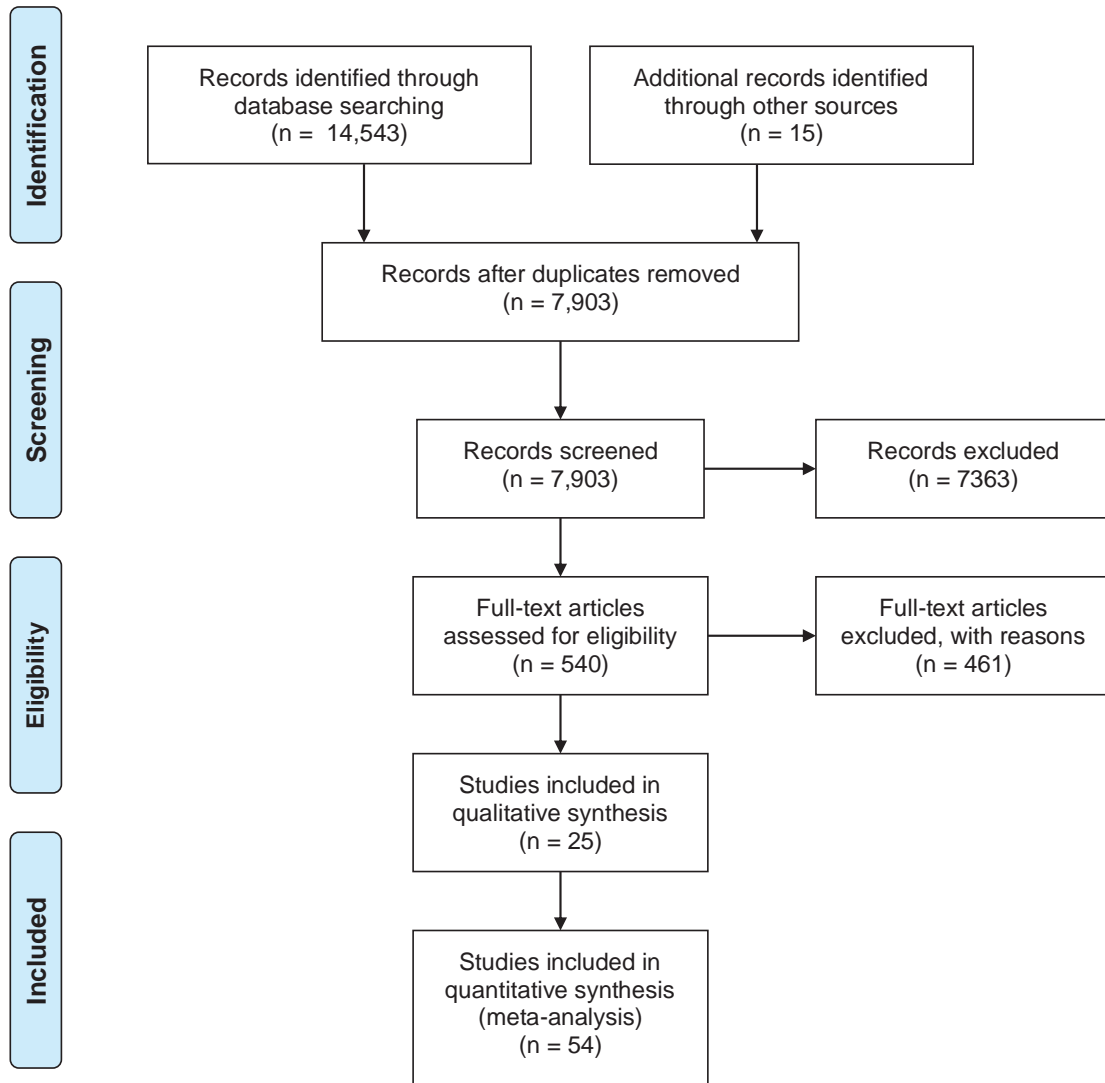 Identification
Records identified through
database searching
(n = 14,543)
Additional records identified
through other sources
(n = 15)
Records after duplicates removed
(n = 7,903)
Screening
Records screened
(n = 7,903)
Records excluded
(n = 7363)
Eligibility
Full-text articles
assessed for eligibility
(n = 540)
Full-text articles
excluded, with reasons
(n = 461)
Studies included in
qualitative synthesis
(n = 25)
Included
Studies included in
quantitative synthesis
(meta-analysis)
(n = 54)